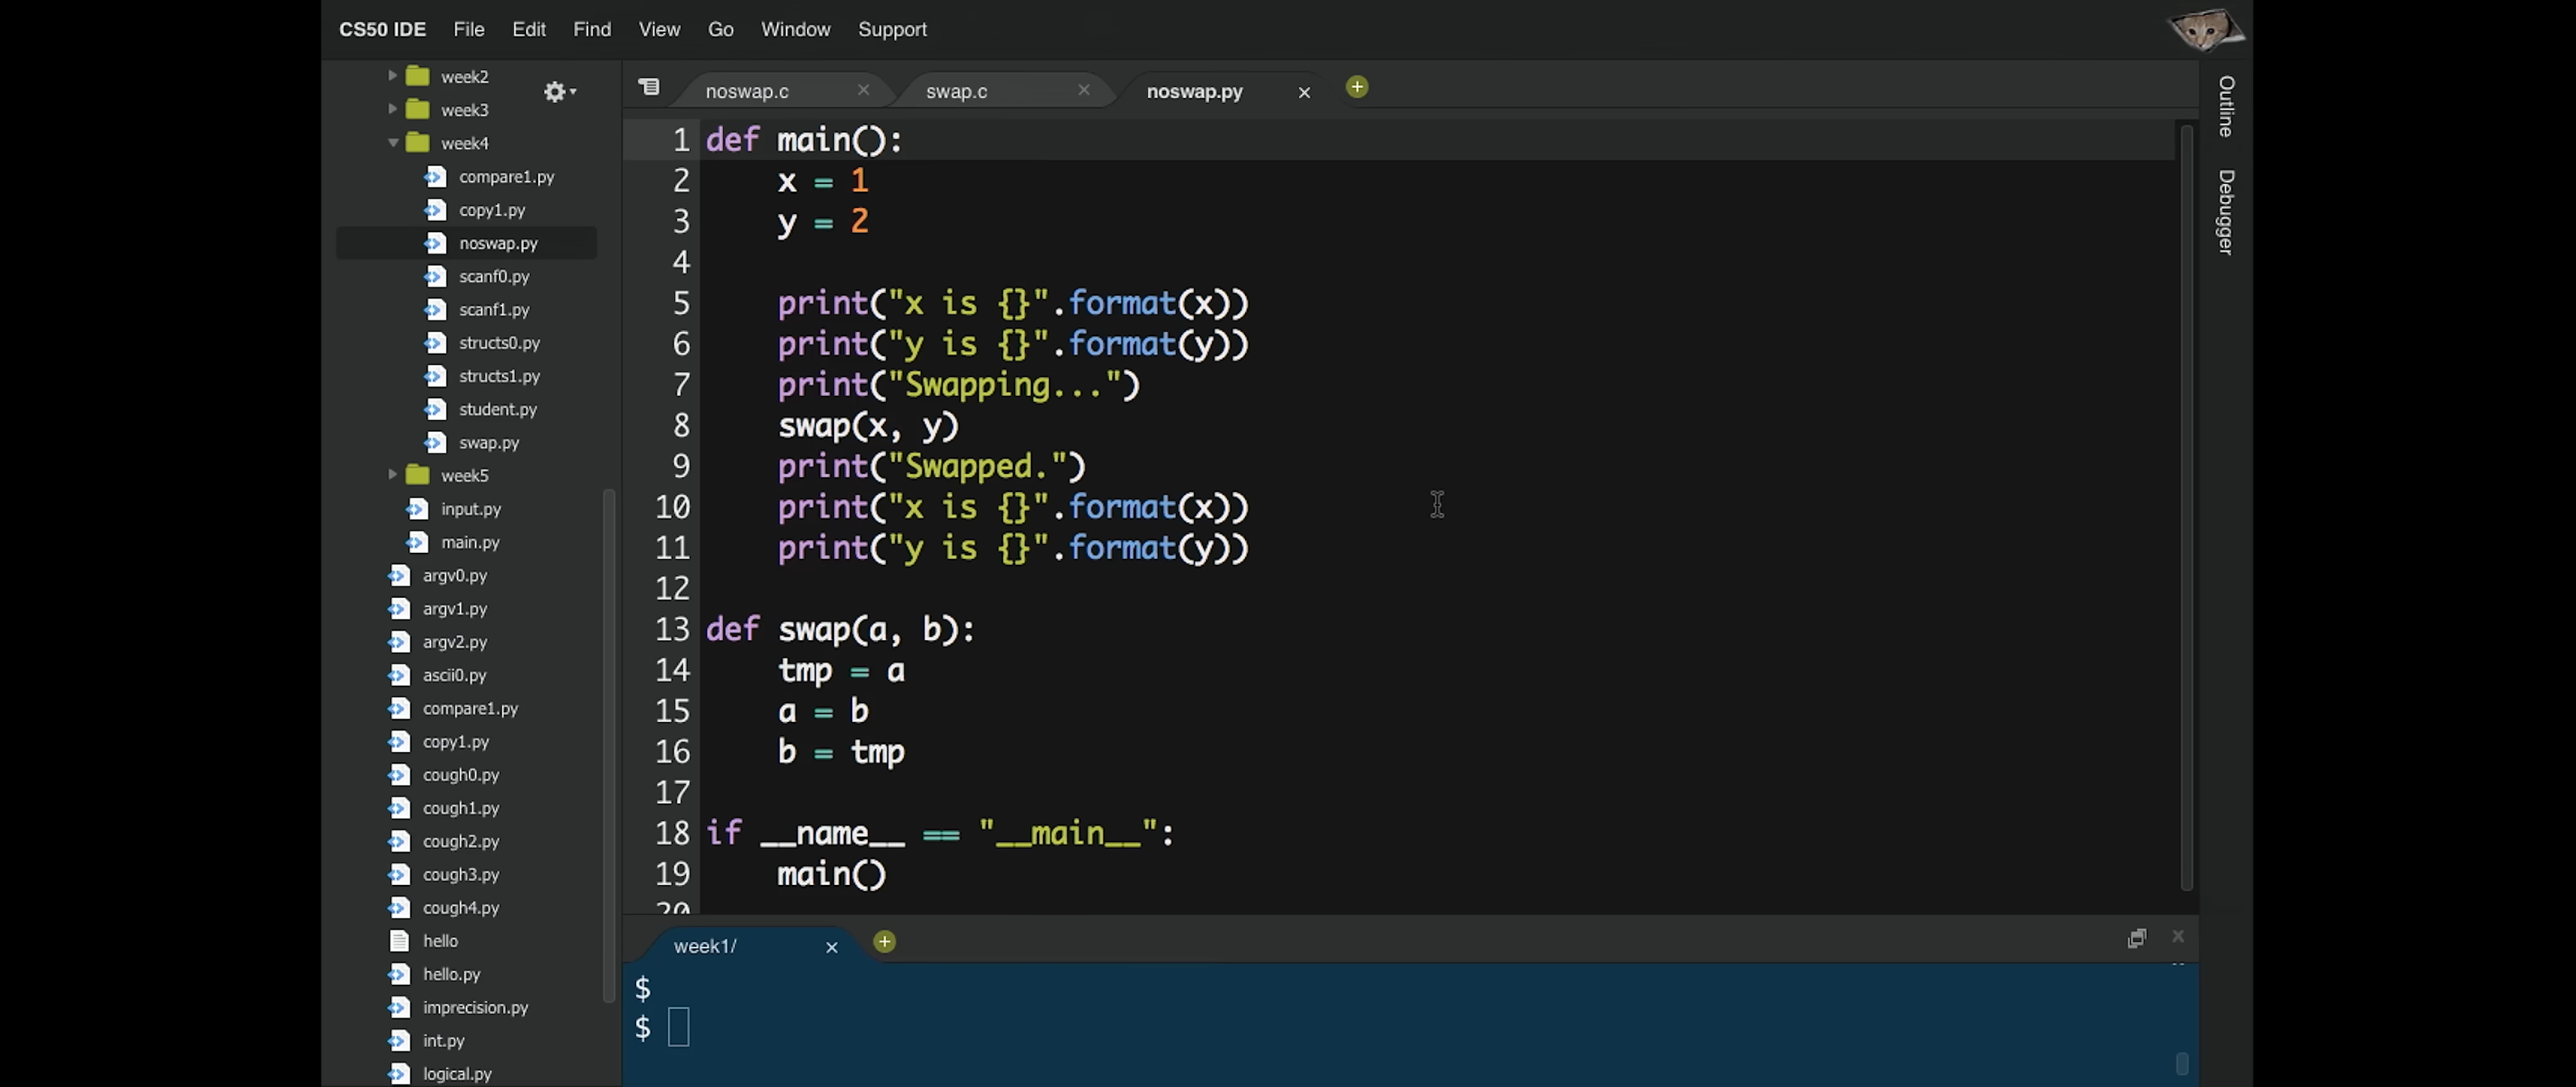 CS50 IDE File Edit Find View Go Window Support
week2
week3
week4
compare1.py
copy1.py
noswap.py
scanf0.py
scanf1.py
structs0.py
structs1.py
student.py
swap.py
week5
input.py
main.py
argv0.py
argv1.py
argv2.py
ascii0.py
compare1.py
copy1.py
cough0.py
cough1.py
cough2.py
cough3.py
cough4.py
hello
hello.py
imprecision.py
int.py
logical.py
noswap.c swap.c noswap.py
1 def main():
2     x = 1
3     y = 2
4
5     print("x is {}".format(x))
6     print("y is {}".format(y))
7     print("Swapping...")
8     swap(x, y)
9     print("Swapped.")
10     print("x is {}".format(x))
11     print("y is {}".format(y))
12
13 def swap(a, b):
14     tmp = a
15     a = b
16     b = tmp
17
18 if __name__ == "__main__":
19     main()
20
week1/
$
$
Outline
Debugger